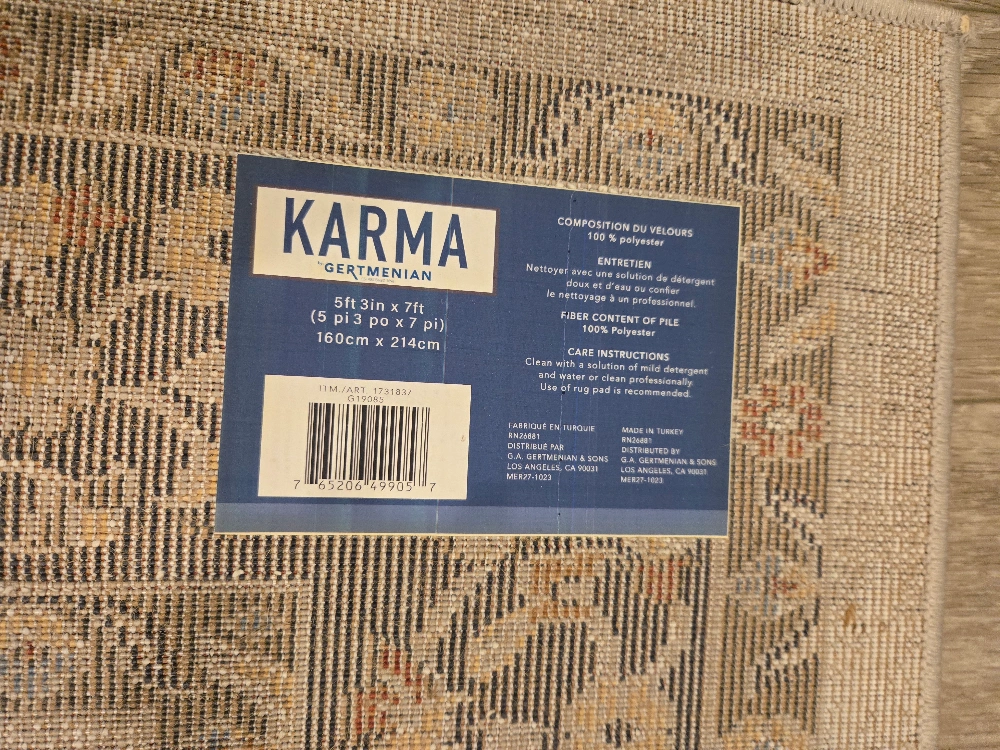 KARMA
by GERTMENIAN
5ft 3in x 7ft
(5 pi 3 po x 7 pi)
160cm x 214cm
ITM./ART. 1731837
G19085
7 65206 49905 7
COMPOSITION DU VELOURS
100 % polyester
ENTRETIEN
Nettoyer avec une solution de détergent
doux et d'eau ou confier
le nettoyage à un professionnel.
FIBER CONTENT OF PILE
100% Polyester
CARE INSTRUCTIONS
Clean with a solution of mild detergent
and water or clean professionally.
Use of rug pad is recommended.
FABRIQUÉ EN TURQUIE
RN26881
DISTRIBUÉ PAR
G.A. GERTMENIAN & SONS
LOS ANGELES, CA 90031
MER27-1023
MADE IN TURKEY
RN26881
DISTRIBUTED BY
G.A. GERTMENIAN & SONS
LOS ANGELES, CA 90031
MER27-1023